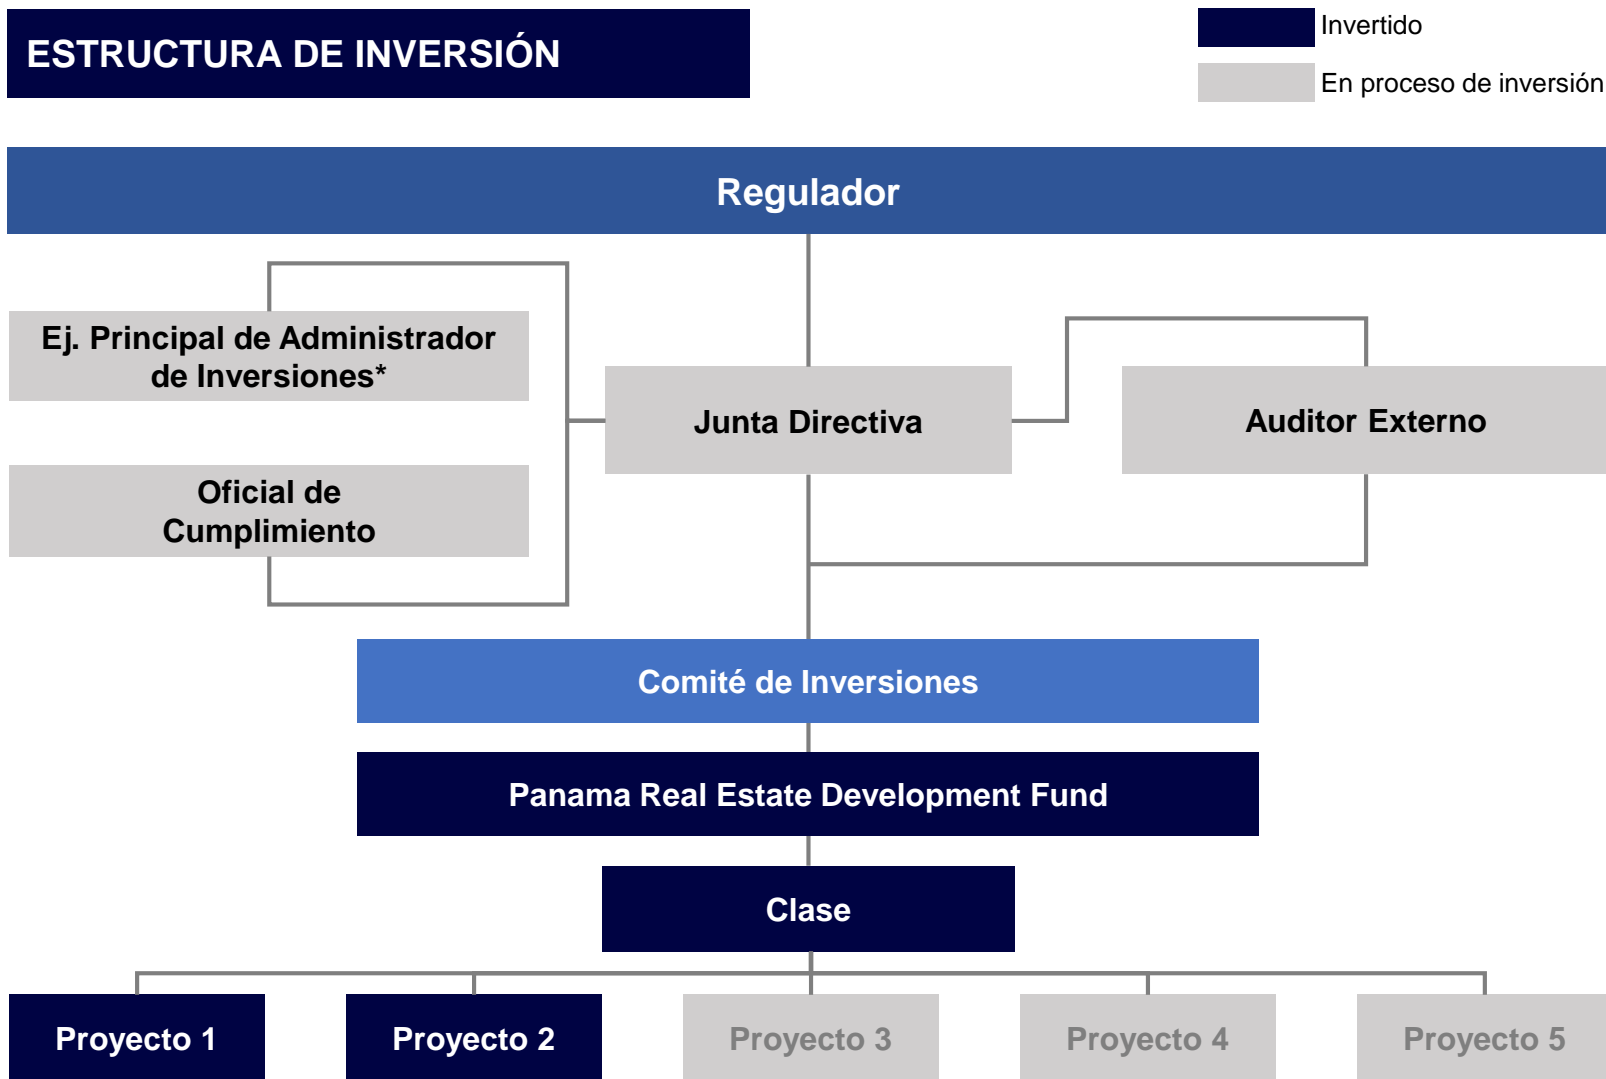 ESTRUCTURA DE INVERSIÓN
Invertido
En proceso de inversión
Regulador
Ej. Principal de Administrador
de Inversiones*
Junta Directiva
Auditor Externo
Oficial de
Cumplimiento
Comité de Inversiones
Panama Real Estate Development Fund
Clase
Proyecto 1
Proyecto 2
Proyecto 3
Proyecto 4
Proyecto 5